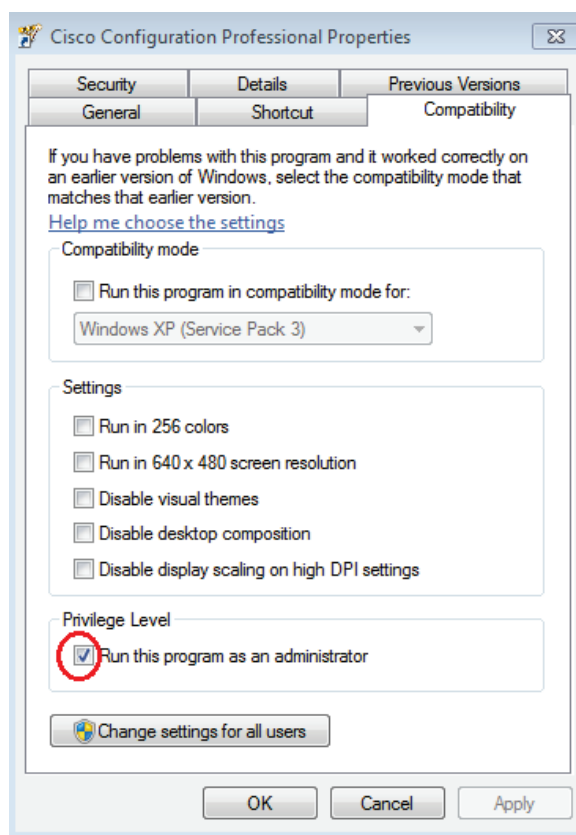 Cisco Configuration Professional Properties
Security Details Previous Versions
General Shortcut Compatibility
If you have problems with this program and it worked correctly on
an earlier version of Windows, select the compatibility mode that
matches that earlier version.
Help me choose the settings
Compatibility mode
Run this program in compatibility mode for:
Windows XP (Service Pack 3)
Settings
Run in 256 colors
Run in 640 x 480 screen resolution
Disable visual themes
Disable desktop composition
Disable display scaling on high DPI settings
Privilege Level
Run this program as an administrator
Change settings for all users
OK Cancel Apply